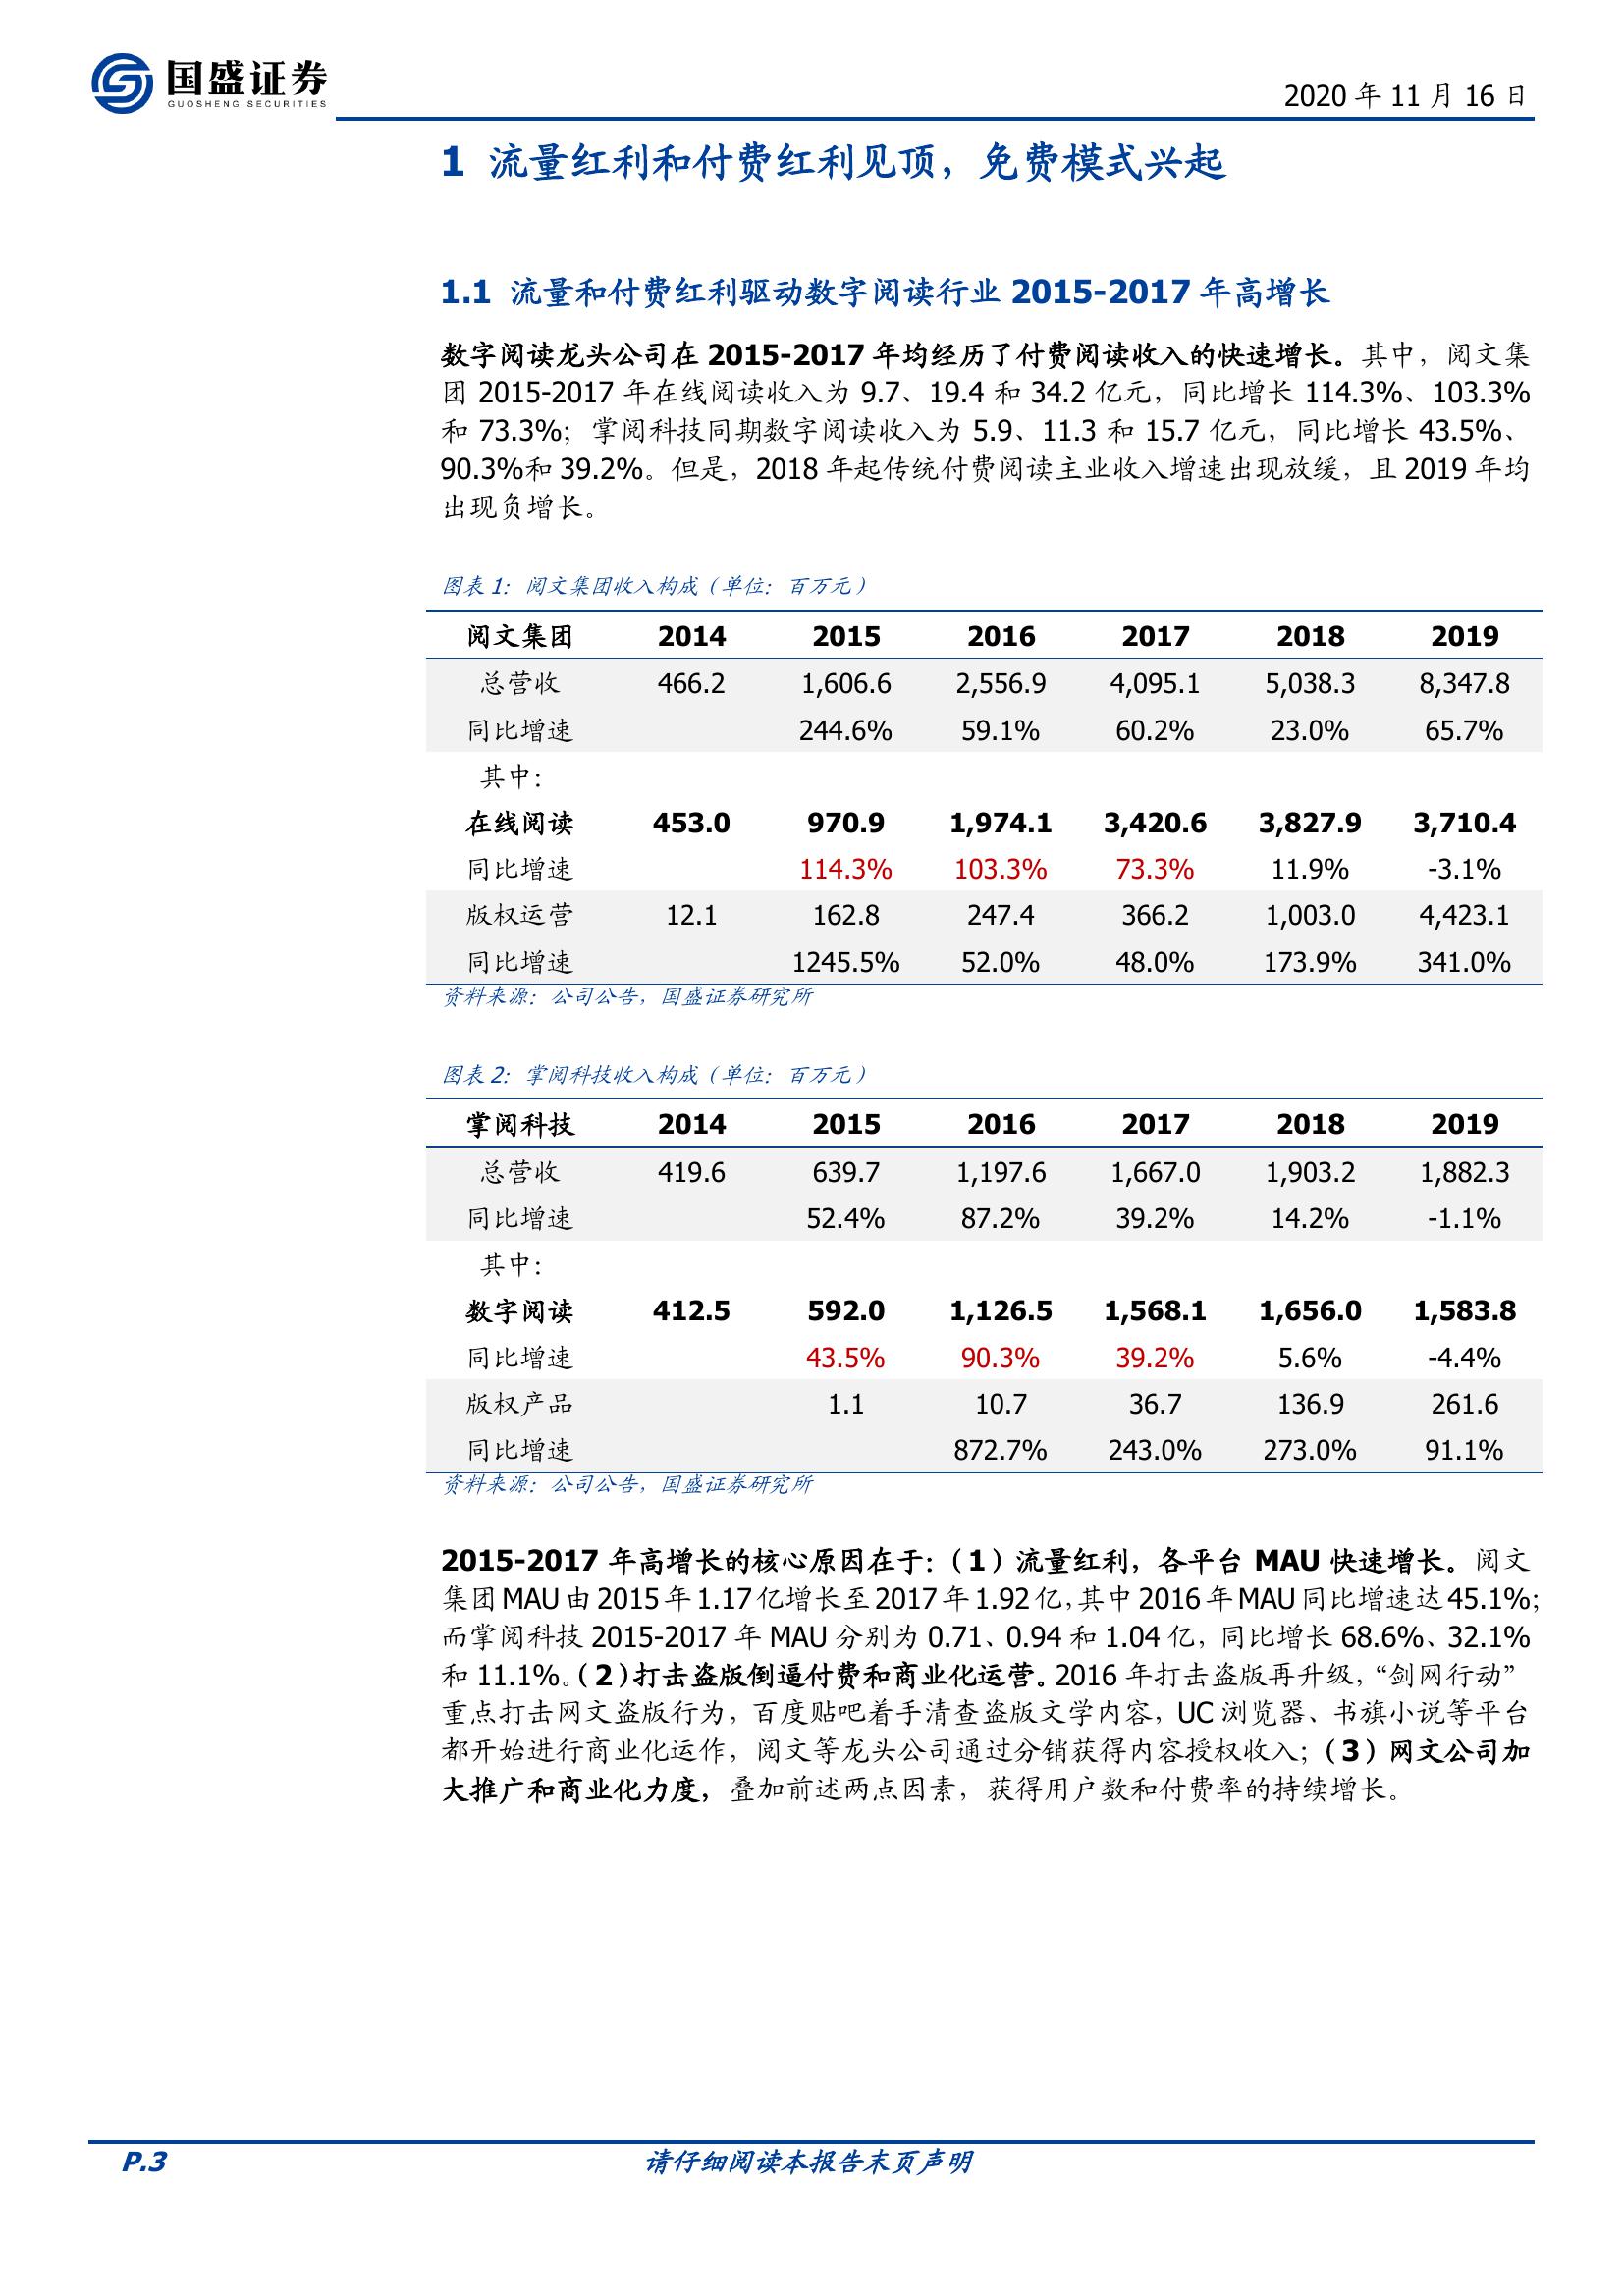 国盛证券
GUOSHENG SECURITIES
2020 年 11 月 16 日
1 流量红利和付费红利见顶，免费模式兴起
1.1 流量和付费红利驱动数字阅读行业 2015-2017 年高增长
数字阅读龙头公司在 2015-2017 年均经历了付费阅读收入的快速增长。其中，阅文集
团 2015-2017 年在线阅读收入为 9.7、19.4 和 34.2 亿元，同比增长 114.3%、103.3%
和 73.3%；掌阅科技同期数字阅读收入为 5.9、11.3 和 15.7 亿元，同比增长 43.5%、
90.3%和 39.2%。但是，2018 年起传统付费阅读主业收入增速出现放缓，且 2019 年均
出现负增长。
图表 1：阅文集团收入构成（单位：百万元）
阅文集团 2014 2015 2016 2017 2018 2019
总营收 466.2 1,606.6 2,556.9 4,095.1 5,038.3 8,347.8
同比增速 244.6% 59.1% 60.2% 23.0% 65.7%
其中：
在线阅读 453.0 970.9 1,974.1 3,420.6 3,827.9 3,710.4
同比增速 114.3% 103.3% 73.3% 11.9% -3.1%
版权运营 12.1 162.8 247.4 366.2 1,003.0 4,423.1
同比增速 1245.5% 52.0% 48.0% 173.9% 341.0%
资料来源：公司公告，国盛证券研究所
图表 2：掌阅科技收入构成（单位：百万元）
掌阅科技 2014 2015 2016 2017 2018 2019
总营收 419.6 639.7 1,197.6 1,667.0 1,903.2 1,882.3
同比增速 52.4% 87.2% 39.2% 14.2% -1.1%
其中：
数字阅读 412.5 592.0 1,126.5 1,568.1 1,656.0 1,583.8
同比增速 43.5% 90.3% 39.2% 5.6% -4.4%
版权产品 1.1 10.7 36.7 136.9 261.6
同比增速 872.7% 243.0% 273.0% 91.1%
资料来源：公司公告，国盛证券研究所
2015-2017 年高增长的核心原因在于：（1）流量红利，各平台 MAU 快速增长。阅文
集团 MAU 由 2015 年 1.17 亿增长至 2017 年 1.92 亿，其中 2016 年 MAU 同比增速达 45.1%；
而掌阅科技 2015-2017 年 MAU 分别为 0.71、0.94 和 1.04 亿，同比增长 68.6%、32.1%
和 11.1%。（2）打击盗版倒逼付费和商业化运营。2016 年打击盗版再升级，“剑网行动”
重点打击网文盗版行为，百度贴吧着手清查盗版文学内容，UC 浏览器、书旗小说等平台
都开始进行商业化运作，阅文等龙头公司通过分销获得内容授权收入；（3）网文公司加
大推广和商业化力度，叠加前述两点因素，获得用户数和付费率的持续增长。
P.3 请仔细阅读本报告末页声明